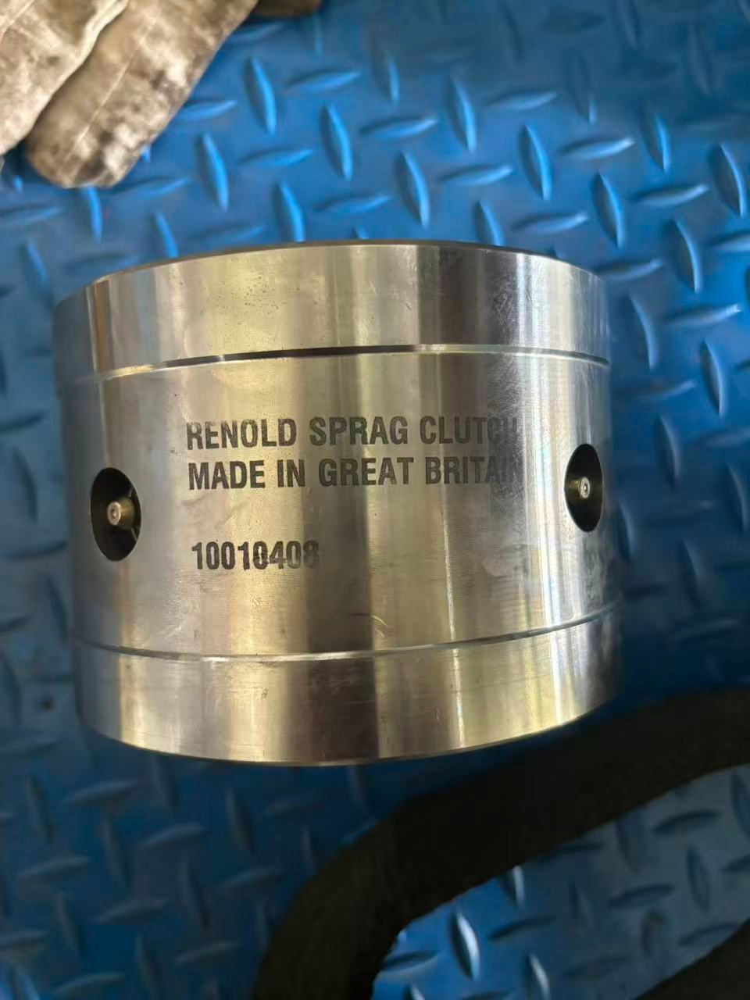 RENOLD SPRAG CLUTCH
MADE IN GREAT BRITAIN
10010408